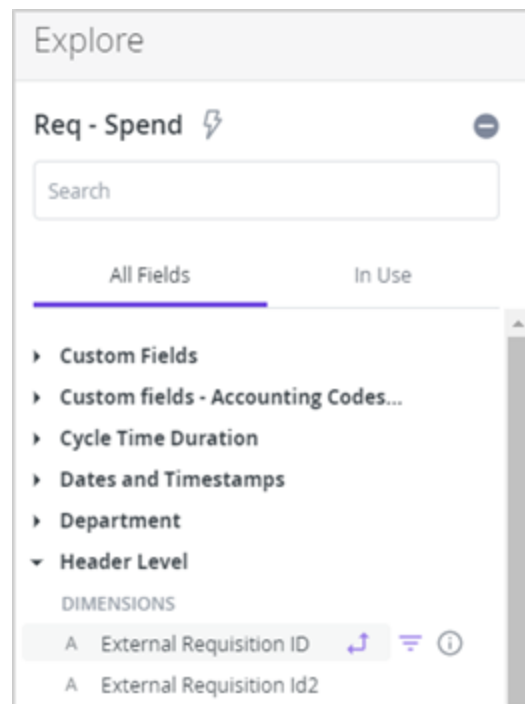 Explore
Req - Spend
Search
All Fields In Use
Custom Fields
Custom fields - Accounting Codes...
Cycle Time Duration
Dates and Timestamps
Department
Header Level
DIMENSIONS
A External Requisition ID
A External Requisition Id2